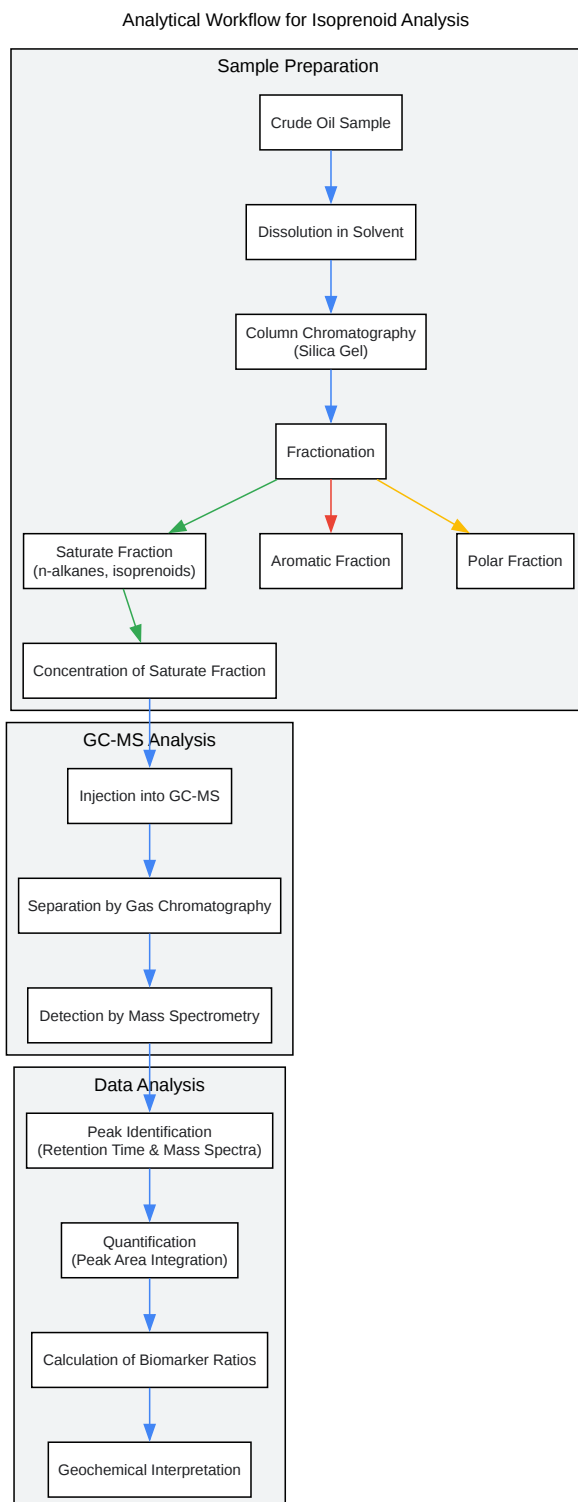 Analytical Workflow for Isoprenoid Analysis
Sample Preparation
Crude Oil Sample
Dissolution in Solvent
Column Chromatography
(Silica Gel)
Fractionation
Saturate Fraction
(n-alkanes, isoprenoids)
Aromatic Fraction
Polar Fraction
Concentration of Saturate Fraction
GC-MS Analysis
Injection into GC-MS
Separation by Gas Chromatography
Detection by Mass Spectrometry
Data Analysis
Peak Identification
(Retention Time & Mass Spectra)
Quantification
(Peak Area Integration)
Calculation of Biomarker Ratios
Geochemical Interpretation